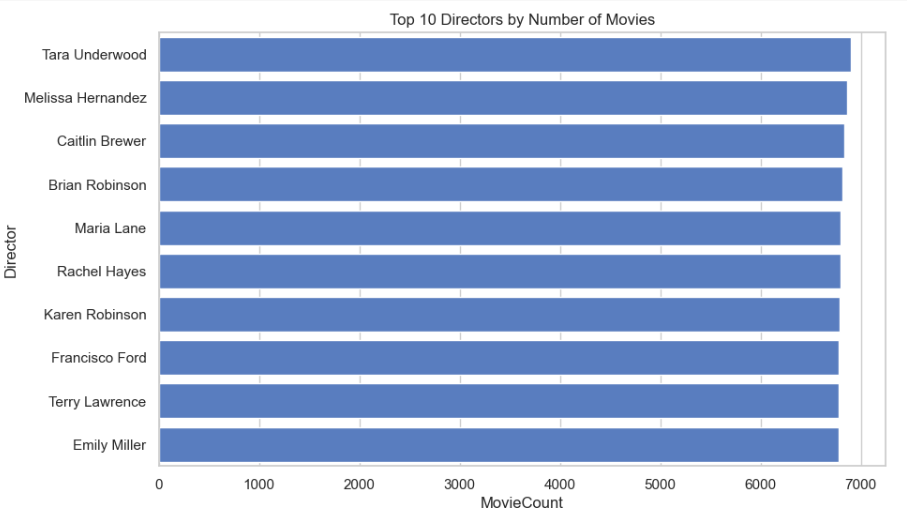 Top 10 Directors by Number of Movies
Director
Tara Underwood
Melissa Hernandez
Caitlin Brewer
Brian Robinson
Maria Lane
Rachel Hayes
Karen Robinson
Francisco Ford
Terry Lawrence
Emily Miller
0 1000 2000 3000 4000 5000 6000 7000
MovieCount